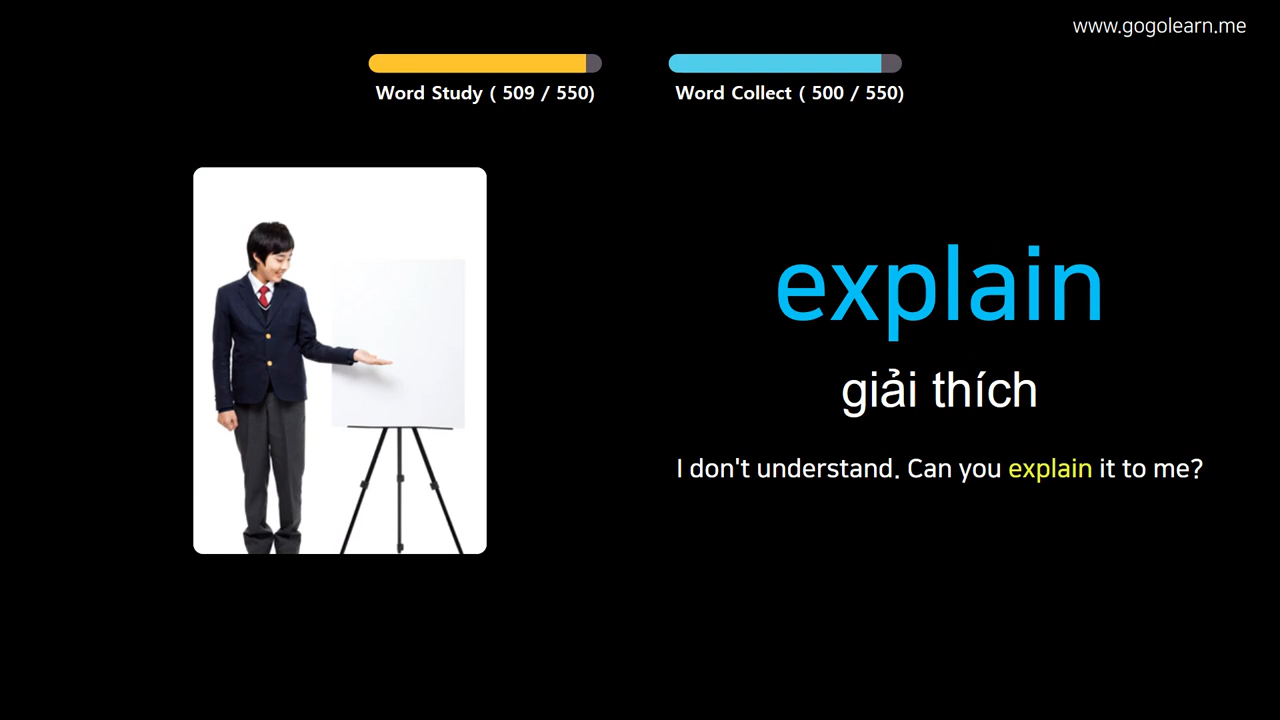 www.gogolearn.me
Word Study ( 509 / 550)
Word Collect ( 500 / 550)
explain
giải thích
I don't understand. Can you explain it to me?